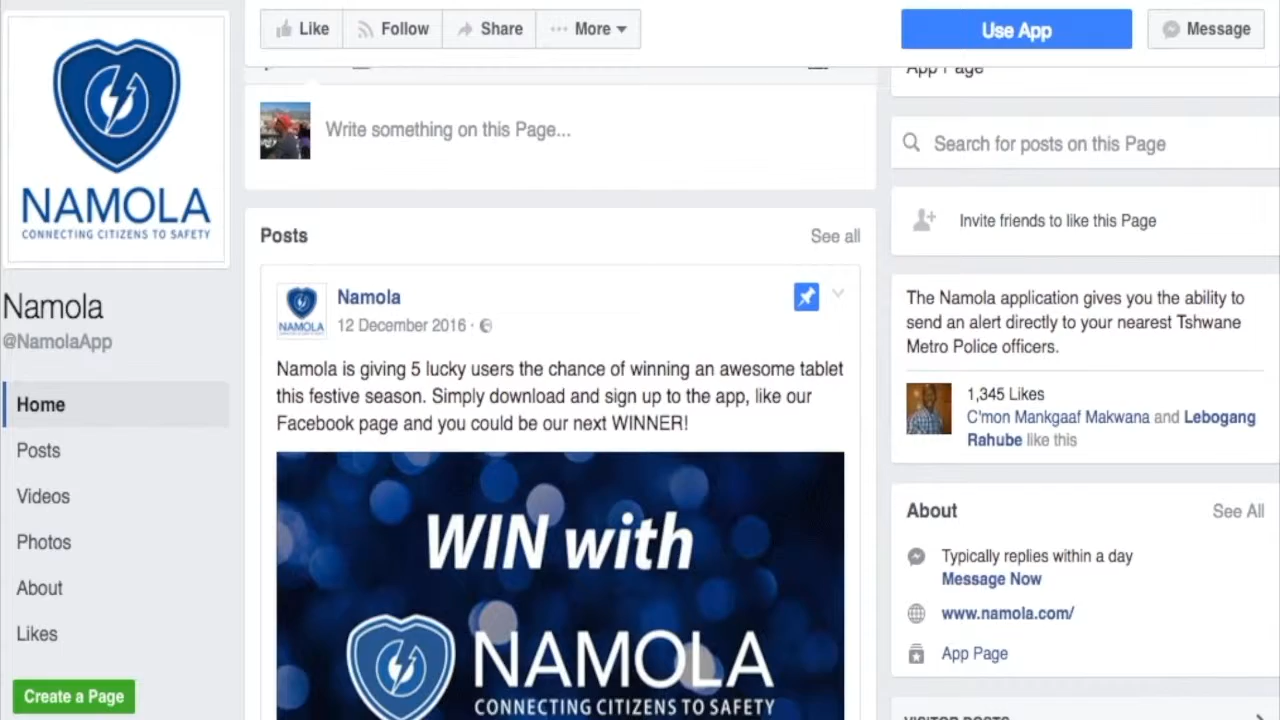 Like
Follow
Share
More
Use App
Message
App Page
NAMOLA
CONNECTING CITIZENS TO SAFETY
Namola
@NamolaApp
Home
Posts
Videos
Photos
About
Likes
Create a Page
Write something on this Page...
Posts
See all
NAMOLA
Namola
12 December 2016 ·
Namola is giving 5 lucky users the chance of winning an awesome tablet
this festive season. Simply download and sign up to the app, like our
Facebook page and you could be our next WINNER!
WIN with
NAMOLA
CONNECTING CITIZENS TO SAFETY
Search for posts on this Page
Invite friends to like this Page
The Namola application gives you the ability to
send an alert directly to your nearest Tshwane
Metro Police officers.
1,345 Likes
C'mon Mankgaaf Makwana and Lebogang
Rahube like this
About
See All
Typically replies within a day
Message Now
www.namola.com/
App Page
VISITOR POSTS